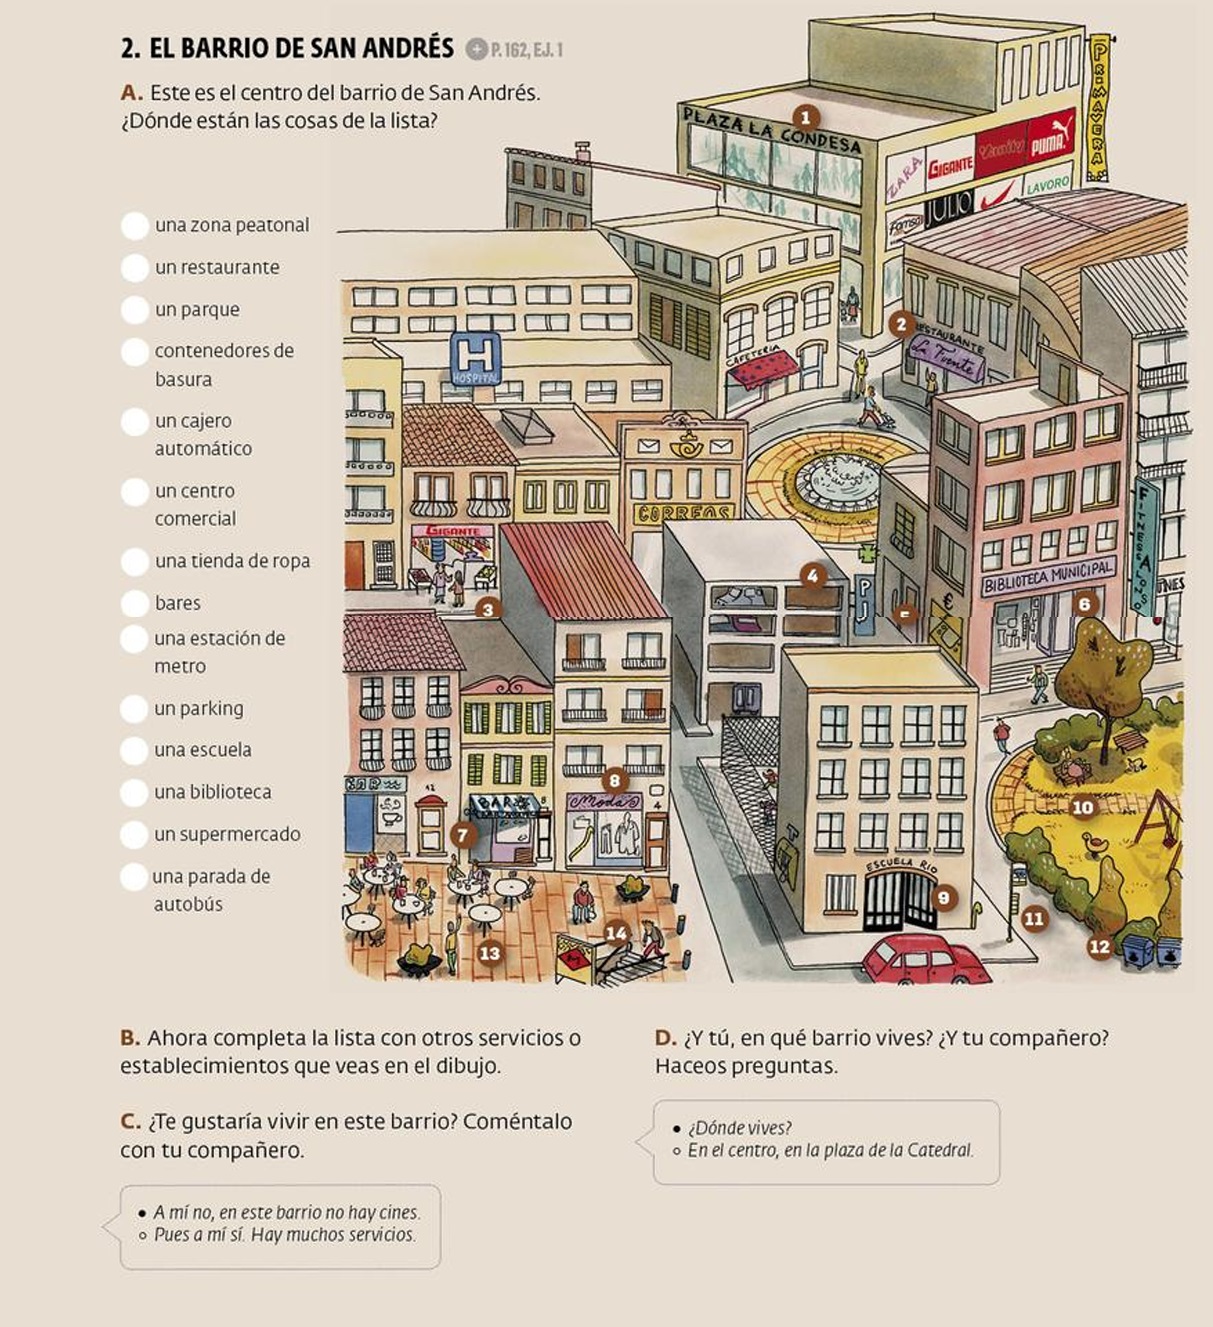 2. EL BARRIO DE SAN ANDRÉS + P. 162, EJ. 1
A. Este es el centro del barrio de San Andrés.
¿Dónde están las cosas de la lista?
una zona peatonal
un restaurante
un parque
contenedores de
basura
un cajero
automático
un centro
comercial
una tienda de ropa
bares
una estación de
metro
un parking
una escuela
una biblioteca
un supermercado
una parada de
autobús
PRIMAVERA
1
PLAZA LA CONDESA
ZARA
GIGANTE
PUMA
Famsa
JULIO
LAVORO
2
RESTAURANTE
La Fuente
CAFETERIA
H
HOSPITAL
CORREOS
GIGANTE
3
4
P
€
BIBLIOTECA MUNICIPAL
6
FITNESS
BAR
12
7
BAR
8
Modas
4
ESCUELA RIO
9
10
11
12
13
14
B. Ahora completa la lista con otros servicios o
establecimientos que veas en el dibujo.
C. ¿Te gustaría vivir en este barrio? Coméntalo
con tu compañero.
• A mí no, en este barrio no hay cines.
○ Pues a mí sí. Hay muchos servicios.
D. ¿Y tú, en qué barrio vives? ¿Y tu compañero?
Haceos preguntas.
• ¿Dónde vives?
○ En el centro, en la plaza de la Catedral.